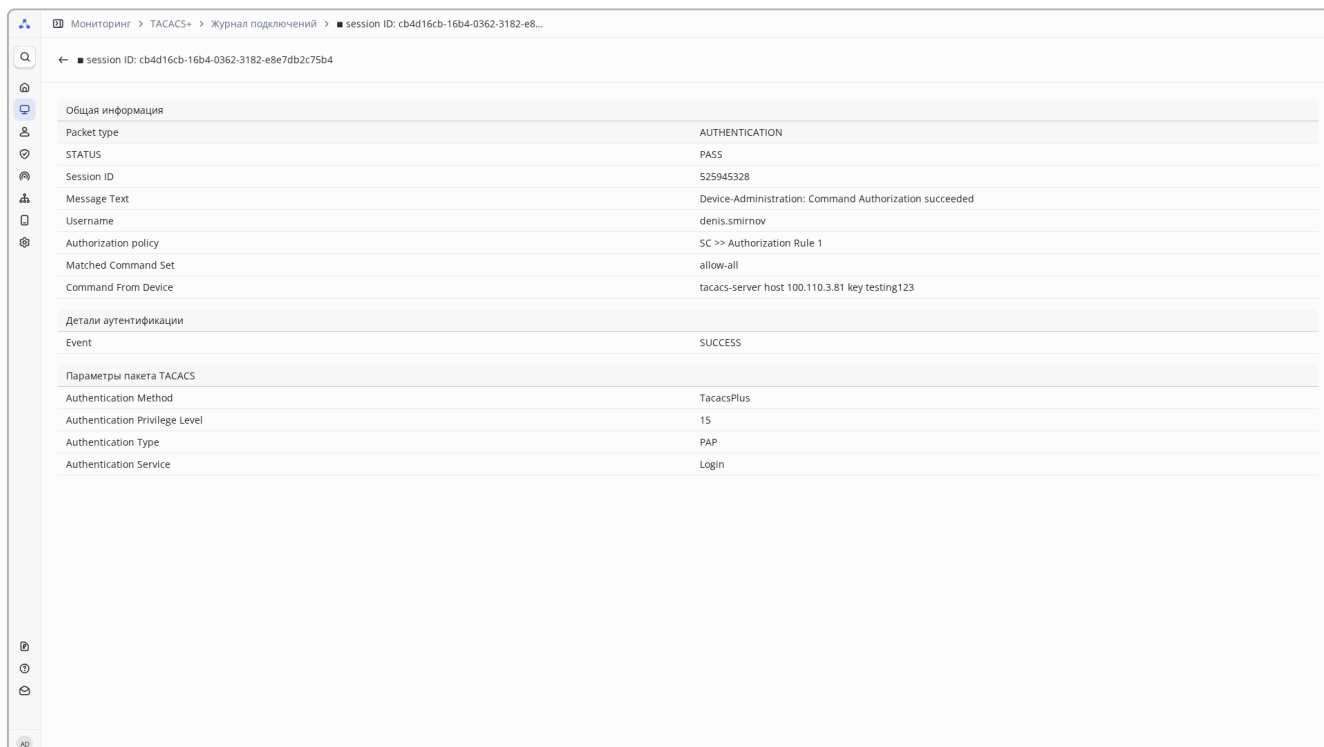 Мониторинг > TACACS+ > Журнал подключений > ■ session ID: cb4d16cb-16b4-0362-3182-e8...
← ■ session ID: cb4d16cb-16b4-0362-3182-e8e7db2c75b4
Общая информация
Packet type AUTHENTICATION
STATUS PASS
Session ID 525945328
Message Text Device-Administration: Command Authorization succeeded
Username denis.smirnov
Authorization policy SC >> Authorization Rule 1
Matched Command Set allow-all
Command From Device tacacs-server host 100.110.3.81 key testing123
Детали аутентификации
Event SUCCESS
Параметры пакета TACACS
Authentication Method TacacsPlus
Authentication Privilege Level 15
Authentication Type PAP
Authentication Service Login
AD